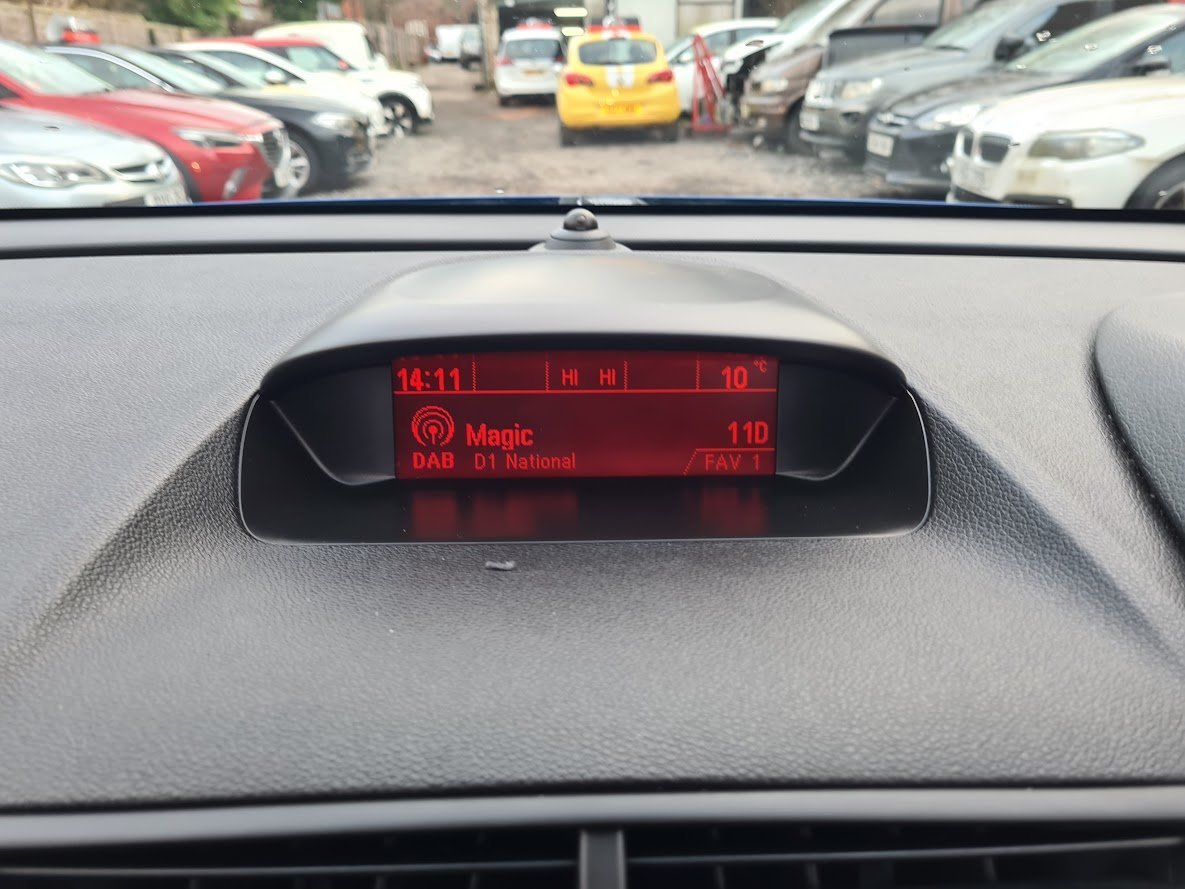 14:11 HI HI 10 °C
Magic 11D
DAB D1 National FAV 1